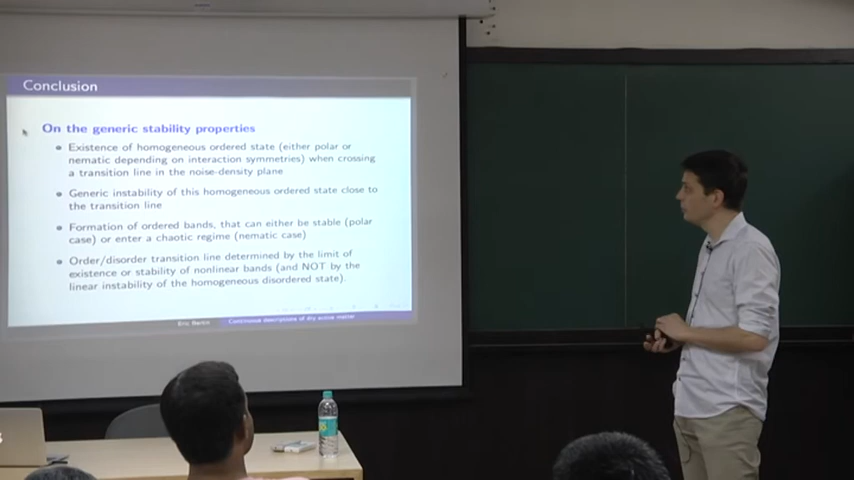 Conclusion
On the generic stability properties
Existence of homogeneous ordered state (either polar or
nematic depending on interaction symmetries) when crossing
a transition line in the noise-density plane
Generic instability of this homogeneous ordered state close to
the transition line
Formation of ordered bands, that can either be stable (polar
case) or enter a chaotic regime (nematic case)
Order/disorder transition line determined by the limit of
existence or stability of nonlinear bands (and NOT by the
linear instability of the homogeneous disordered state).
Eric Bertin Continuous descriptions of dry active matter